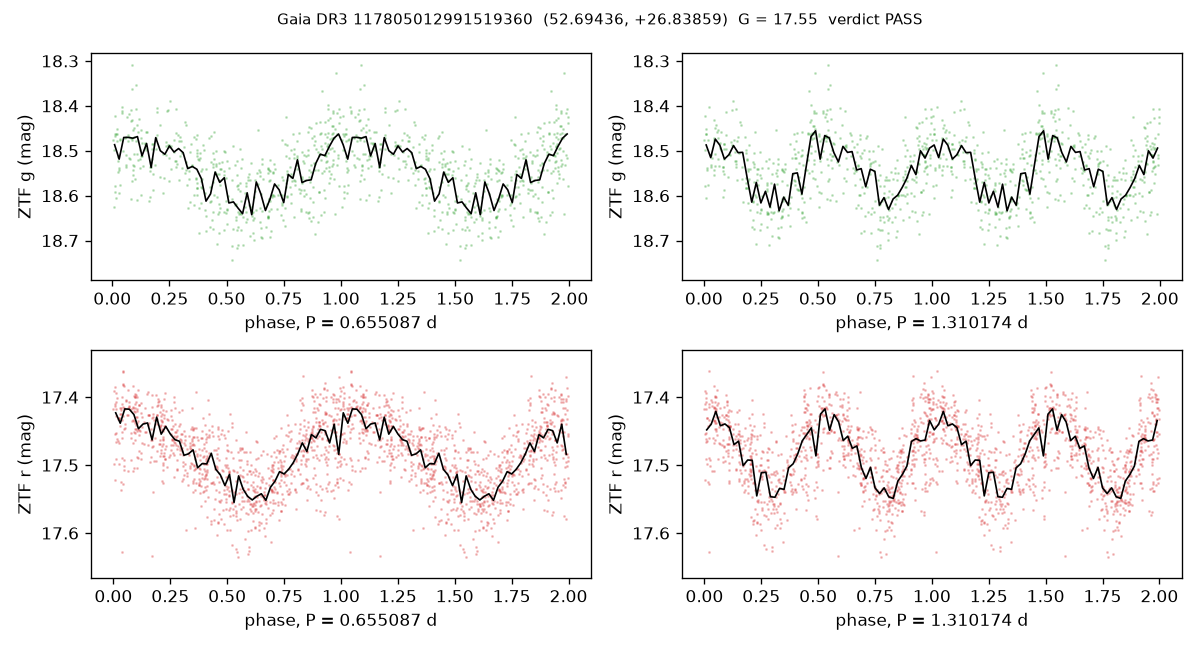 Gaia DR3 117805012991519360  (52.69436, +26.83859)  G = 17.55  verdict PASS
ZTF g (mag)
18.3
18.4
18.5
18.6
18.7
0.00 0.25 0.50 0.75 1.00 1.25 1.50 1.75 2.00
phase, P = 0.655087 d
ZTF g (mag)
18.3
18.4
18.5
18.6
18.7
0.00 0.25 0.50 0.75 1.00 1.25 1.50 1.75 2.00
phase, P = 1.310174 d
ZTF r (mag)
17.4
17.5
17.6
0.00 0.25 0.50 0.75 1.00 1.25 1.50 1.75 2.00
phase, P = 0.655087 d
ZTF r (mag)
17.4
17.5
17.6
0.00 0.25 0.50 0.75 1.00 1.25 1.50 1.75 2.00
phase, P = 1.310174 d